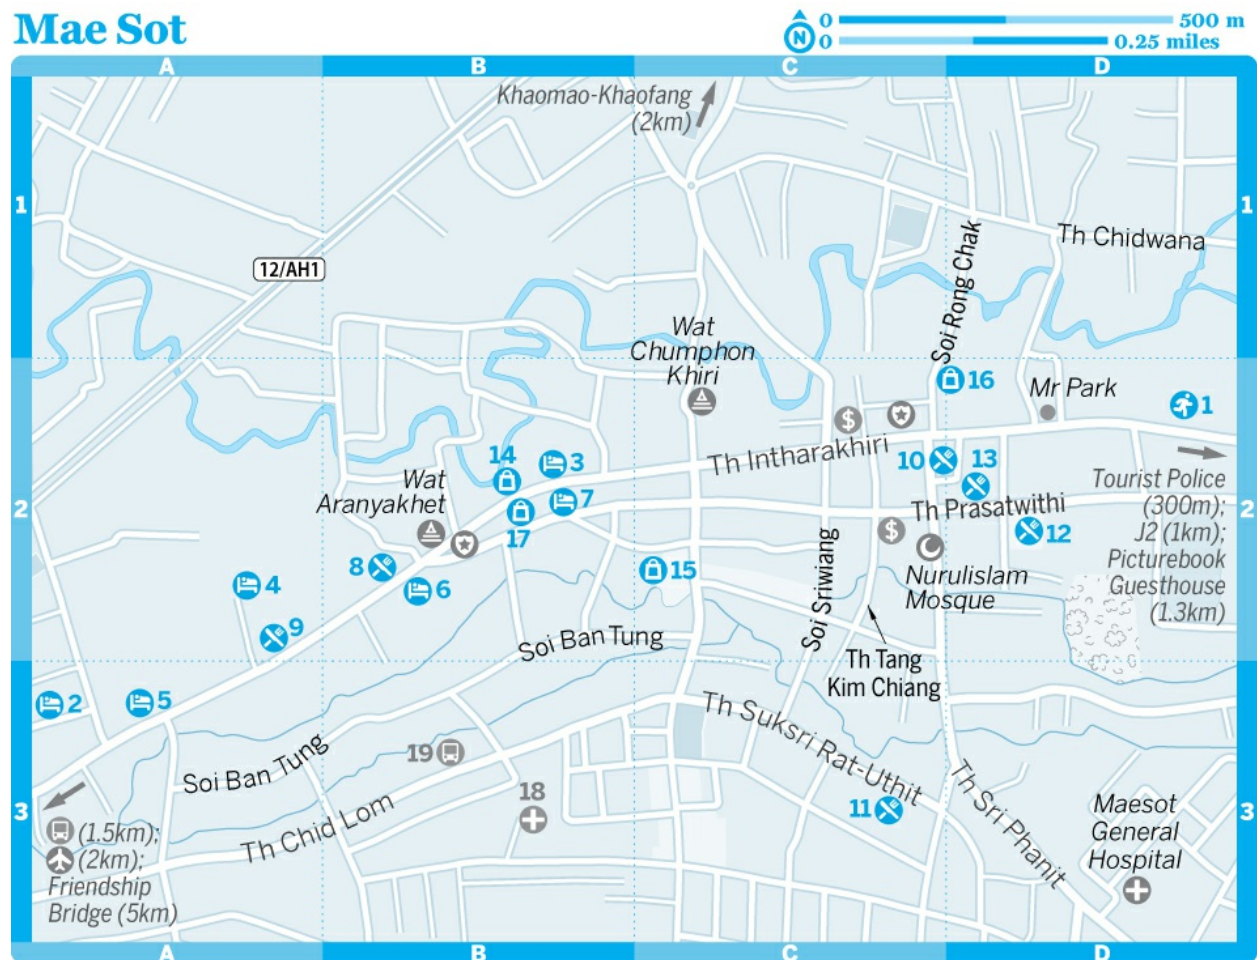 Mae Sot
0 500 m
N 0 0.25 miles
A B C D
Khaomao-Khaofang
(2km)
1 1
Th Chidwana
12/AH1
Soi Rong Chak
Wat
Chumphon
Khiri
16
Mr Park
1
$
Th Intharakhiri
10
13
14
3
Wat
Aranyakhet
7
17
Tourist Police
(300m);
J2 (1km);
Picturebook
Guesthouse
(1.3km)
2 2
Th Prasatwithi
$
12
8
6
15
Soi Sriwiang
Nurulislam
Mosque
4
9
Soi Ban Tung
Th Tang
Kim Chiang
2
5
Th Suksri Rat-Uthit
19
Soi Ban Tung
18
11
Th Sri Phanit
Maesot
General
Hospital
3 3
Th Chid Lom
(1.5km);
(2km);
Friendship
Bridge (5km)
A B C D